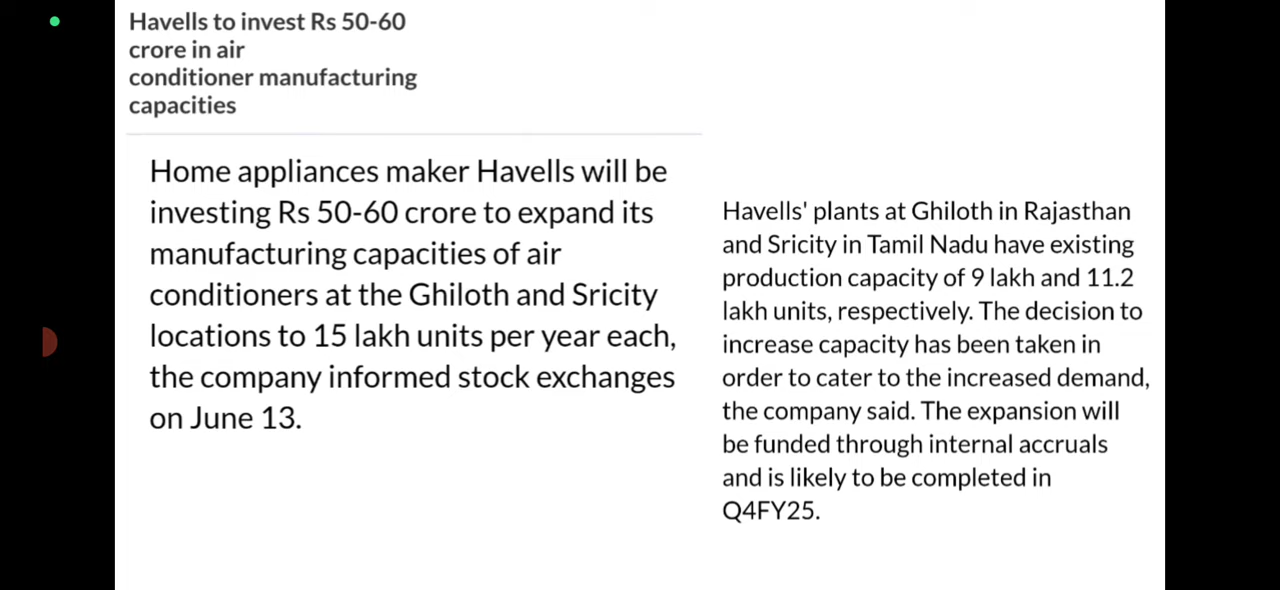 Havells to invest Rs 50-60
crore in air
conditioner manufacturing
capacities
Home appliances maker Havells will be
investing Rs 50-60 crore to expand its
manufacturing capacities of air
conditioners at the Ghiloth and Sricity
locations to 15 lakh units per year each,
the company informed stock exchanges
on June 13.
Havells' plants at Ghiloth in Rajasthan
and Sricity in Tamil Nadu have existing
production capacity of 9 lakh and 11.2
lakh units, respectively. The decision to
increase capacity has been taken in
order to cater to the increased demand,
the company said. The expansion will
be funded through internal accruals
and is likely to be completed in
Q4FY25.